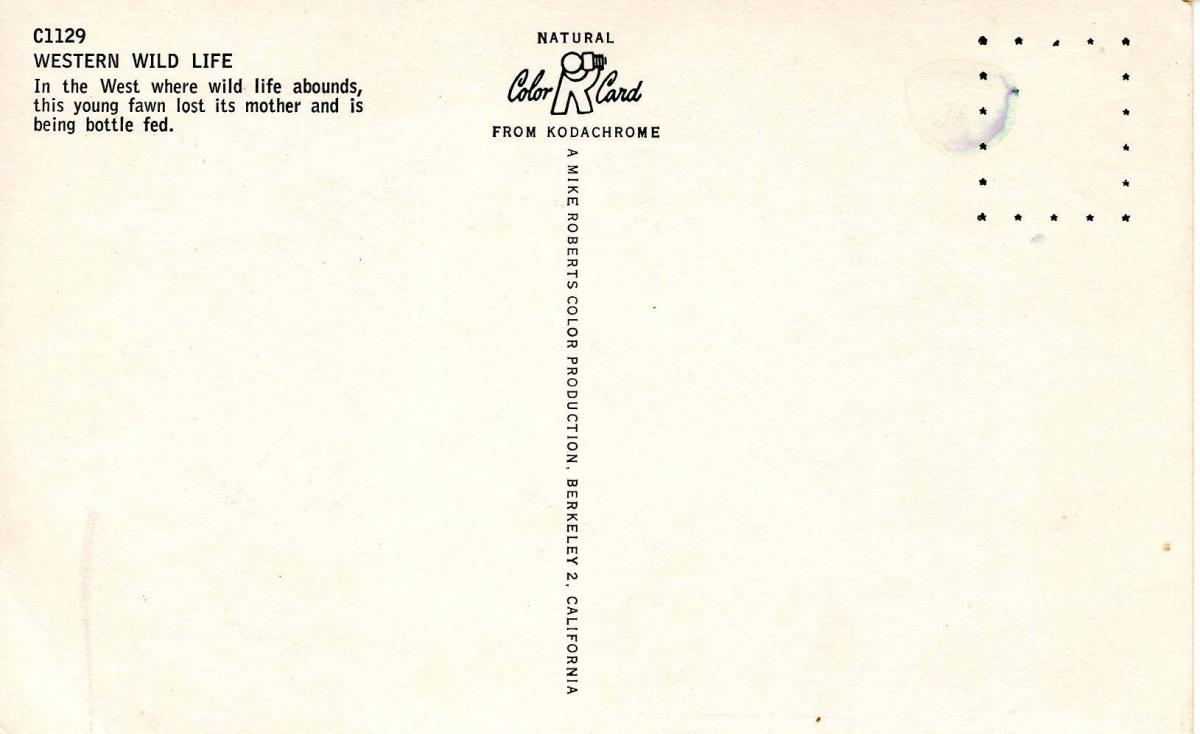 C1129
WESTERN WILD LIFE
In the West where wild life abounds,
this young fawn lost its mother and is
being bottle fed.
NATURAL
Color Card
FROM KODACHROME
A MIKE ROBERTS COLOR PRODUCTION, BERKELEY 2, CALIFORNIA